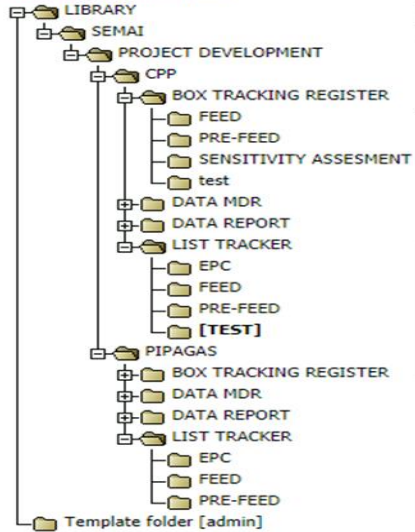 LIBRARY
SEMAI
PROJECT DEVELOPMENT
CPP
BOX TRACKING REGISTER
FEED
PRE-FEED
SENSITIVITY ASSESMENT
test
DATA MDR
DATA REPORT
LIST TRACKER
EPC
FEED
PRE-FEED
[TEST]
PIPAGAS
BOX TRACKING REGISTER
DATA MDR
DATA REPORT
LIST TRACKER
EPC
FEED
PRE-FEED
Template folder [admin]